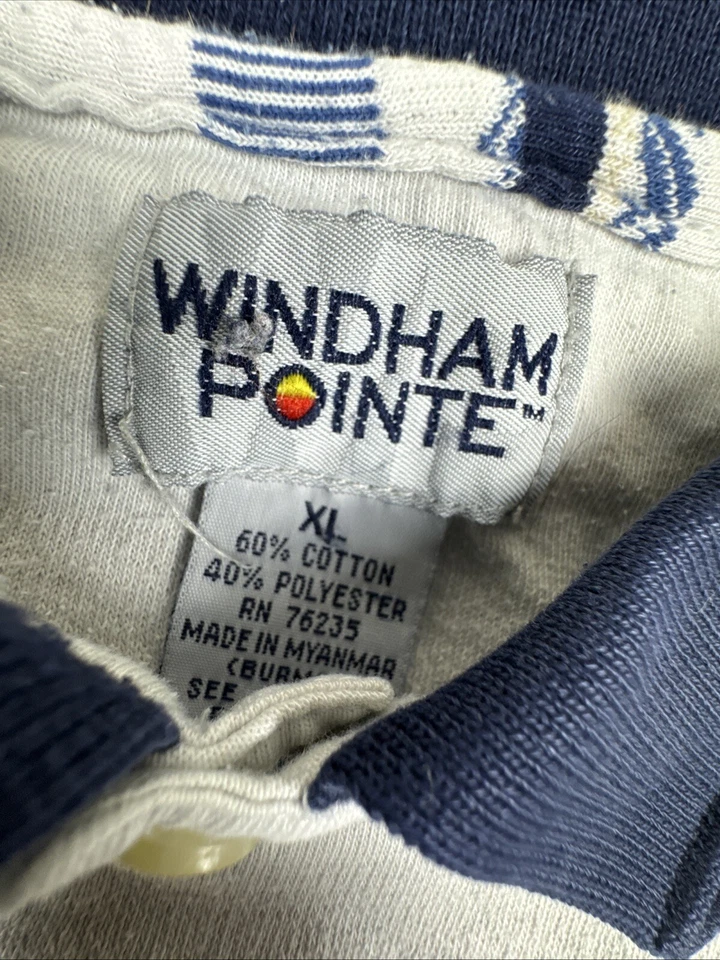 WINDHAM
POINTE™
XL
60% COTTON
40% POLYESTER
RN 76235
MADE IN MYANMAR
SEE